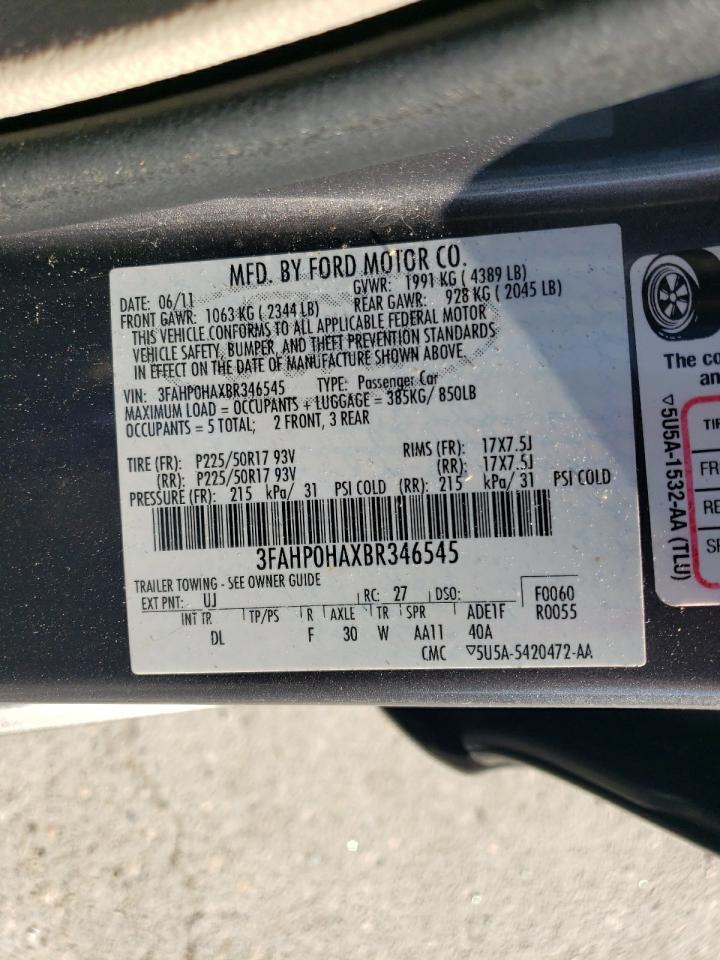 MFD. BY FORD MOTOR CO.
DATE: 06/11
GVWR: 1991 KG ( 4389 LB)
FRONT GAWR: 1063 KG ( 2344 LB)
REAR GAWR: 928 KG ( 2045 LB)
THIS VEHICLE CONFORMS TO ALL APPLICABLE FEDERAL MOTOR
VEHICLE SAFETY, BUMPER, AND THEFT PREVENTION STANDARDS
IN EFFECT ON THE DATE OF MANUFACTURE SHOWN ABOVE.
VIN: 3FAHP0HAXBR346545 TYPE: Passenger Car
MAXIMUM LOAD = OCCUPANTS + LUGGAGE = 385KG/ 850LB
OCCUPANTS = 5 TOTAL; 2 FRONT, 3 REAR
TIRE (FR): P225/50R17 93V RIMS (FR): 17X7.5J
(RR): P225/50R17 93V (RR): 17X7.5J
PRESSURE (FR): 215 kPa/ 31 PSI COLD (RR): 215 kPa/ 31 PSI COLD
3FAHP0HAXBR346545
TRAILER TOWING - SEE OWNER GUIDE
EXT PNT: UJ RC: 27 DSO: F0060
INT TR TP/PS R AXLE TR SPR ADE1F R0055
DL F 30 W AA11 40A
CMC ▽5U5A-5420472-AA
The co
an
▽5U5A-1532-AA (TLU)
TIR
FR
RE
SP